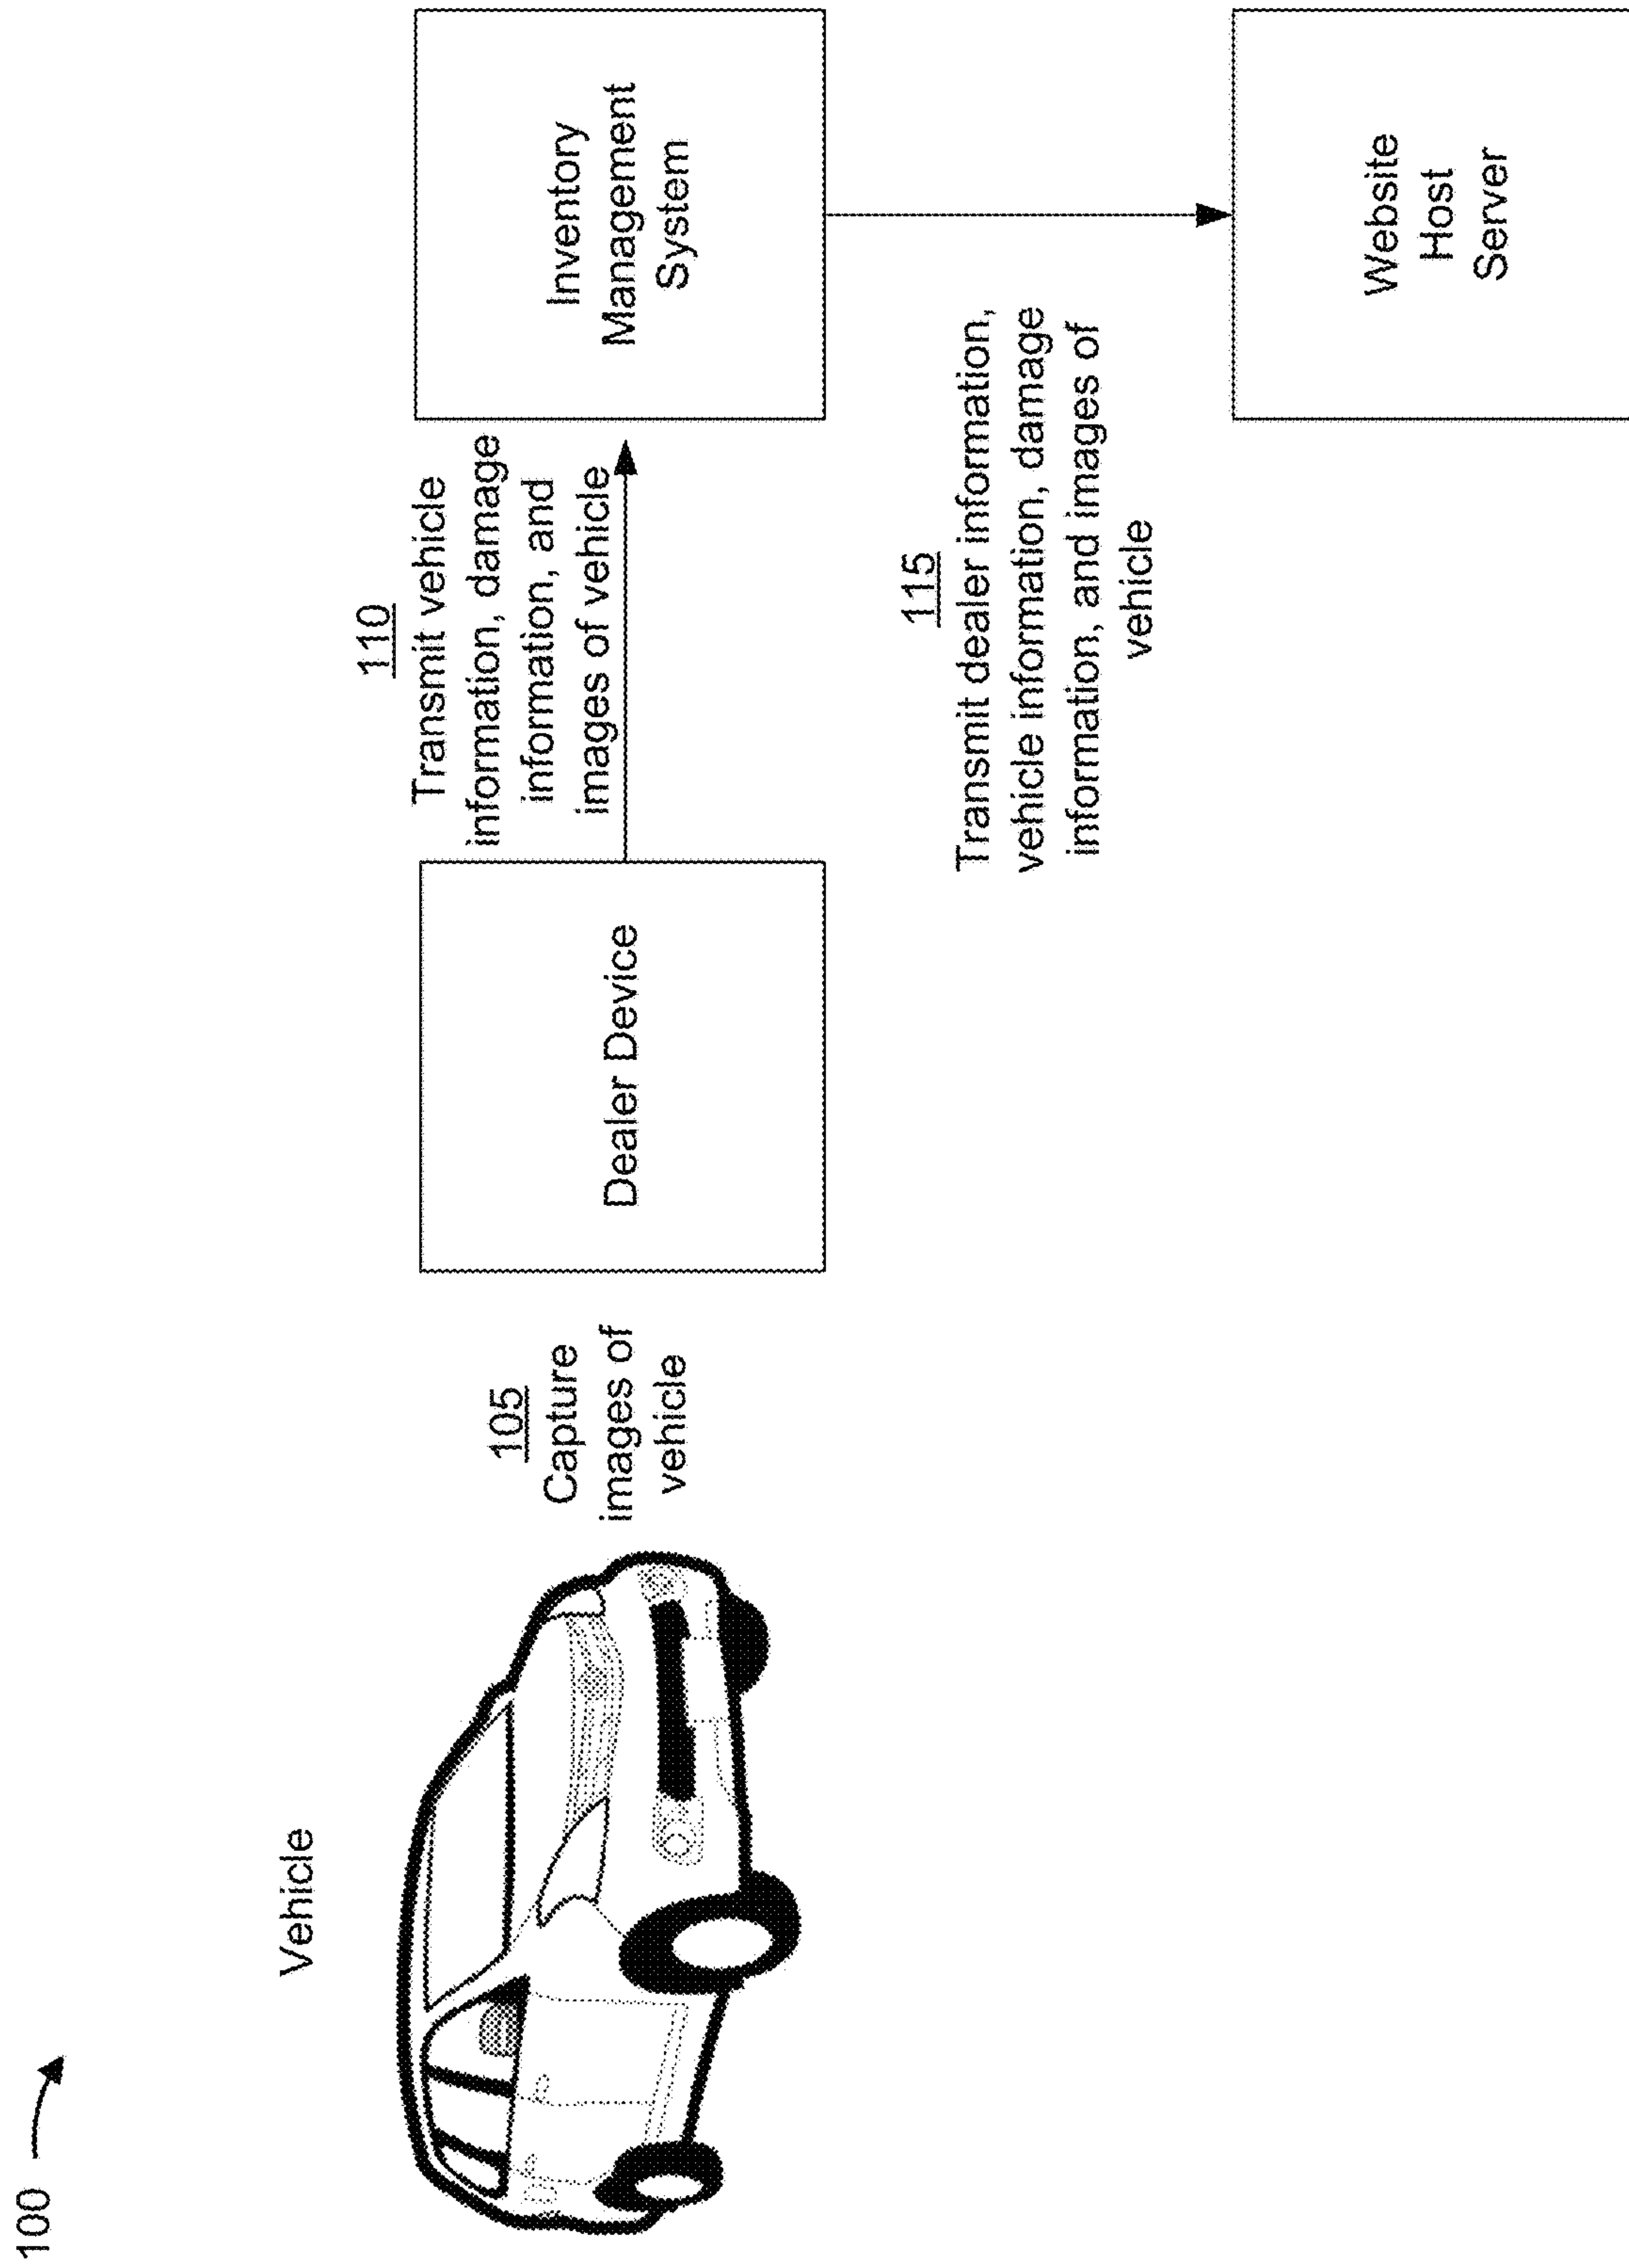 100
Vehicle
105
Capture
images of
vehicle
Dealer Device
110
Transmit vehicle
information, damage
information, and
images of vehicle
Inventory
Management
System
115
Transmit dealer information,
vehicle information, damage
information, and images of
vehicle
Website
Host
Server